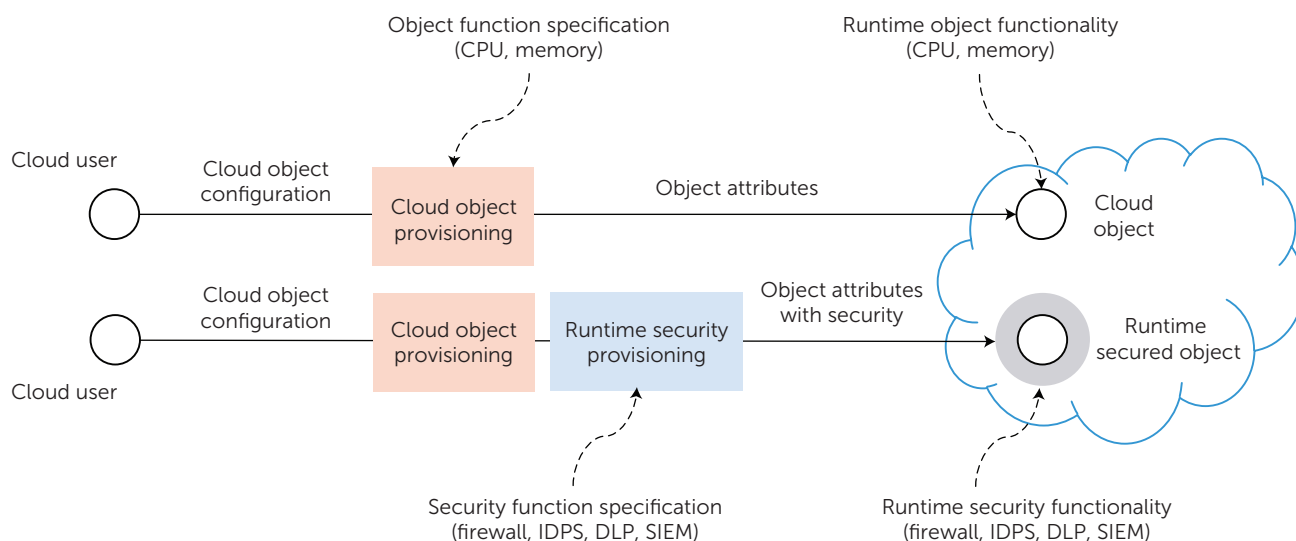 Object function specification
(CPU, memory)
Runtime object functionality
(CPU, memory)
Cloud user
Cloud object
configuration
Cloud object
provisioning
Object attributes
Cloud
object
Cloud object
configuration
Cloud object
provisioning
Runtime security
provisioning
Object attributes
with security
Runtime
secured object
Cloud user
Security function specification
(firewall, IDPS, DLP, SIEM)
Runtime security functionality
(firewall, IDPS, DLP, SIEM)